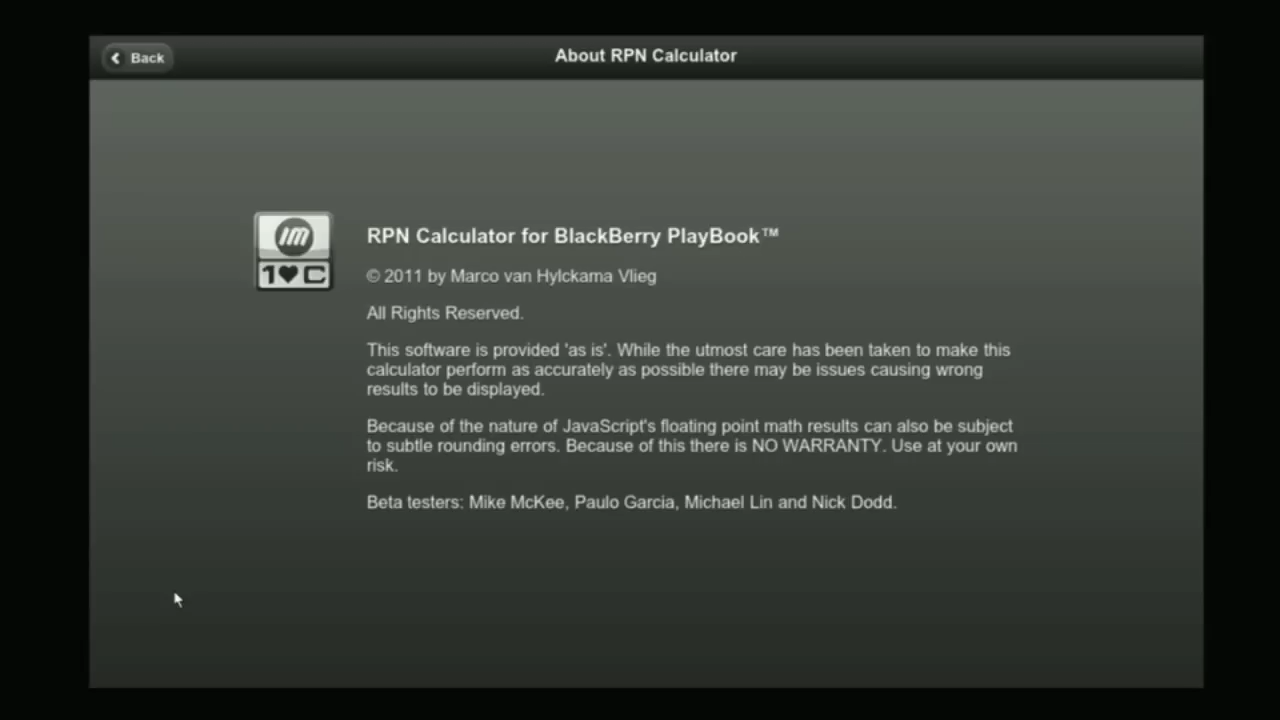 Back
About RPN Calculator
1♥C
RPN Calculator for BlackBerry PlayBook™
© 2011 by Marco van Hylckama Vlieg
All Rights Reserved.
This software is provided 'as is'. While the utmost care has been taken to make this
calculator perform as accurately as possible there may be issues causing wrong
results to be displayed.
Because of the nature of JavaScript's floating point math results can also be subject
to subtle rounding errors. Because of this there is NO WARRANTY. Use at your own
risk.
Beta testers: Mike McKee, Paulo Garcia, Michael Lin and Nick Dodd.